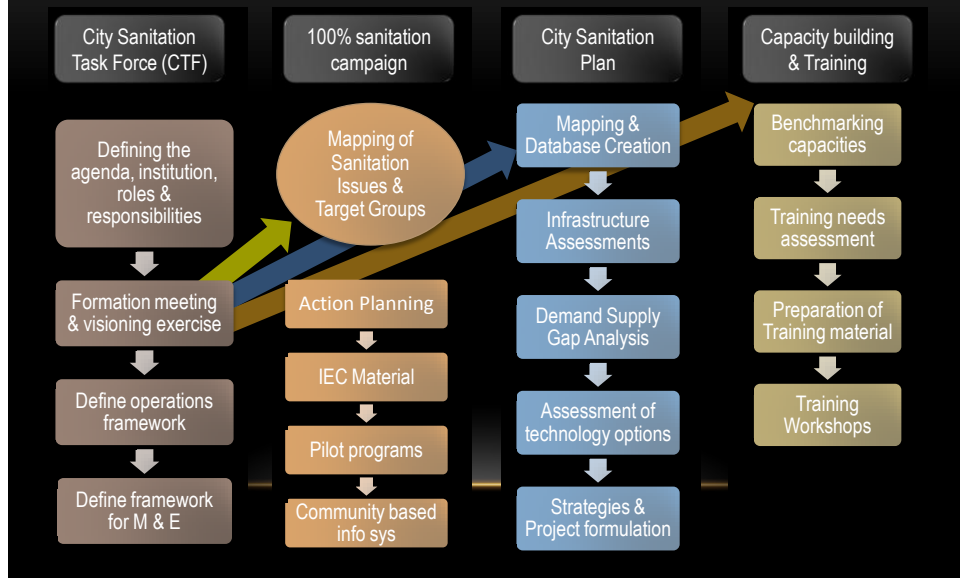 City Sanitation
Task Force (CTF)
100% sanitation
campaign
City Sanitation
Plan
Capacity building
& Training
Defining the
agenda, institution,
roles &
responsibilities
Formation meeting
& visioning exercise
Define operations
framework
Define framework
for M & E
Mapping of
Sanitation
Issues &
Target Groups
Action Planning
IEC Material
Pilot programs
Community based
info sys
Mapping &
Database Creation
Infrastructure
Assessments
Demand Supply
Gap Analysis
Assessment of
technology options
Strategies &
Project formulation
Benchmarking
capacities
Training needs
assessment
Preparation of
Training material
Training
Workshops